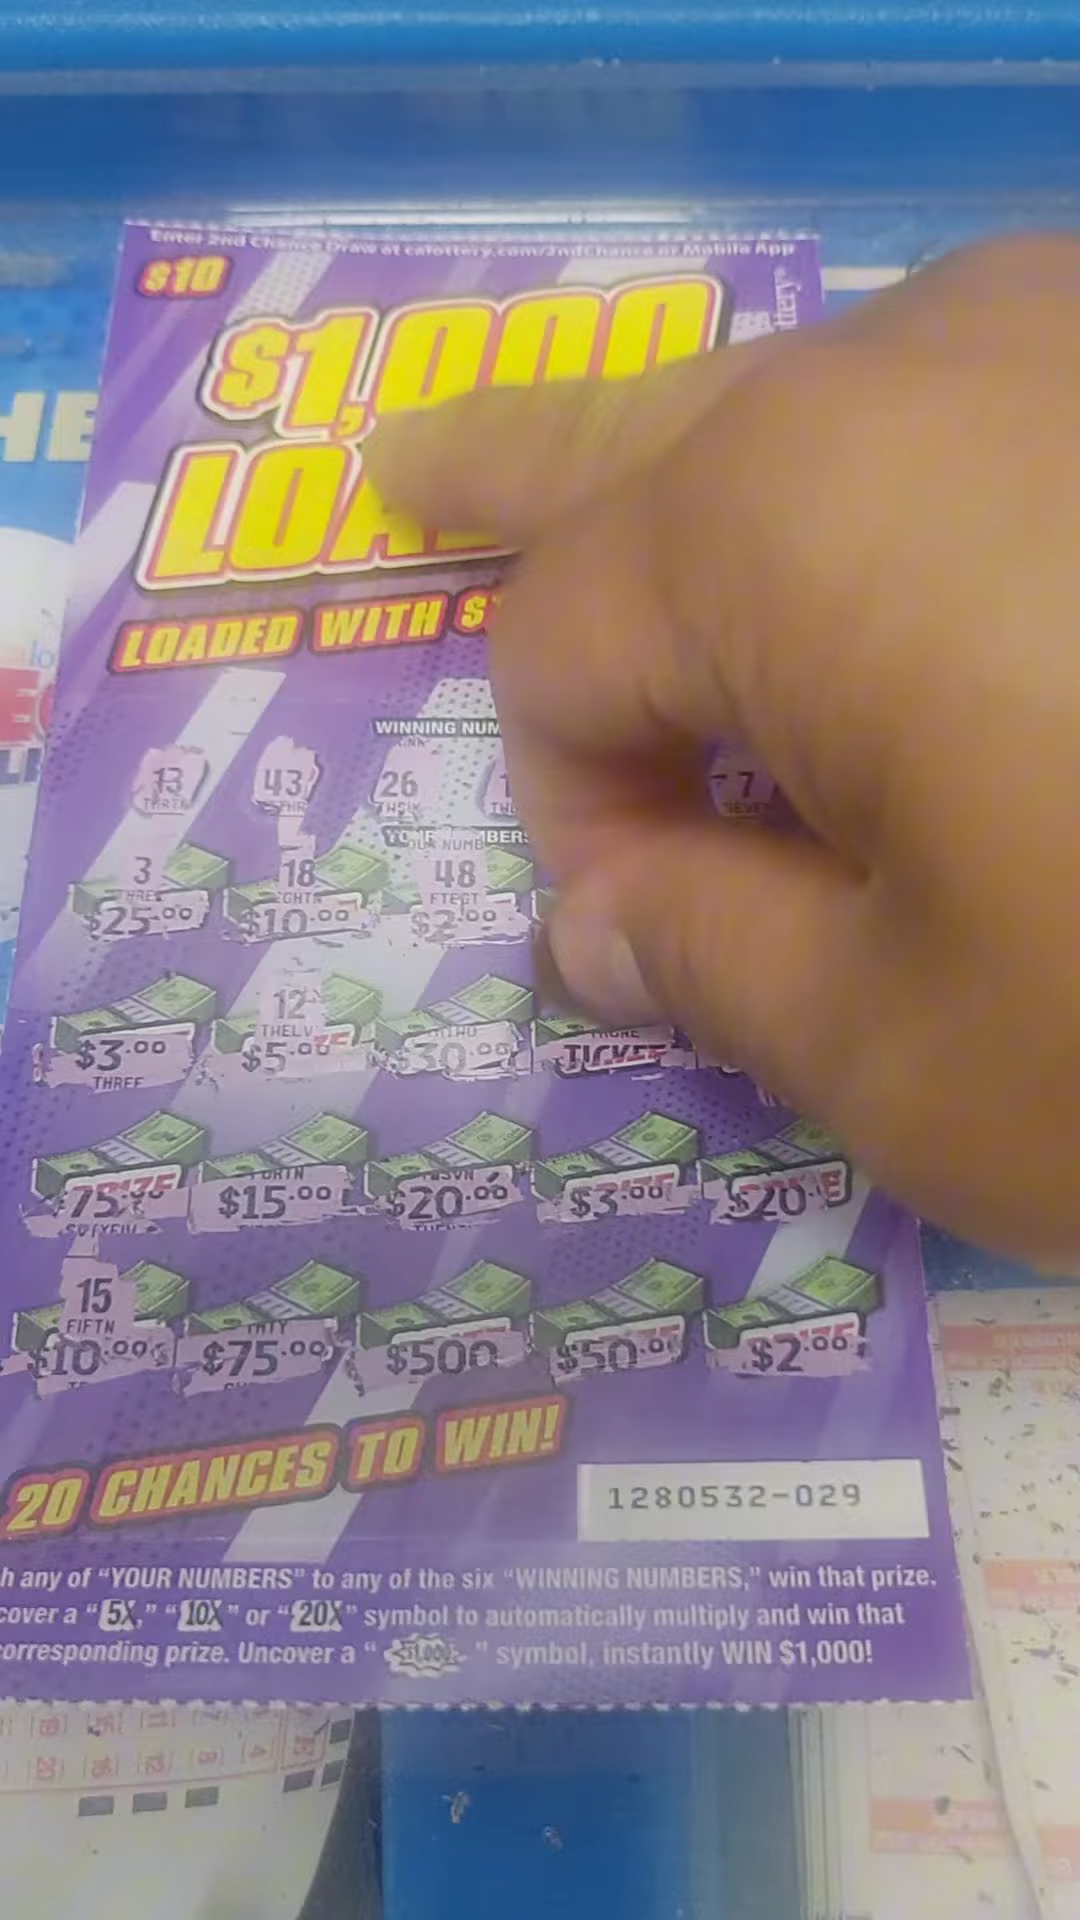 Enter 2nd Chance Draw at calottery.com/2ndChance or Mobile App
$10
$1,000
LOA
LOADED WITH $
WINNING NUM
13 43 26 7
YOUR NUMBERS
3 18 48
$25.00 $10.00 $2.00
12
TWELV
$3.00 $5.00 $30.00 TICKET
THREE
$75.00 $15.00 $20.00 $3.00 $20
15
FIFTN
$10.00 $75.00 $500 $50.00 $2.00
20 CHANCES TO WIN!
1280532-029
h any of “YOUR NUMBERS” to any of the six “WINNING NUMBERS,” win that prize.
cover a “5X,” “10X” or “20X” symbol to automatically multiply and win that
orresponding prize. Uncover a “ ” symbol, instantly WIN $1,000!